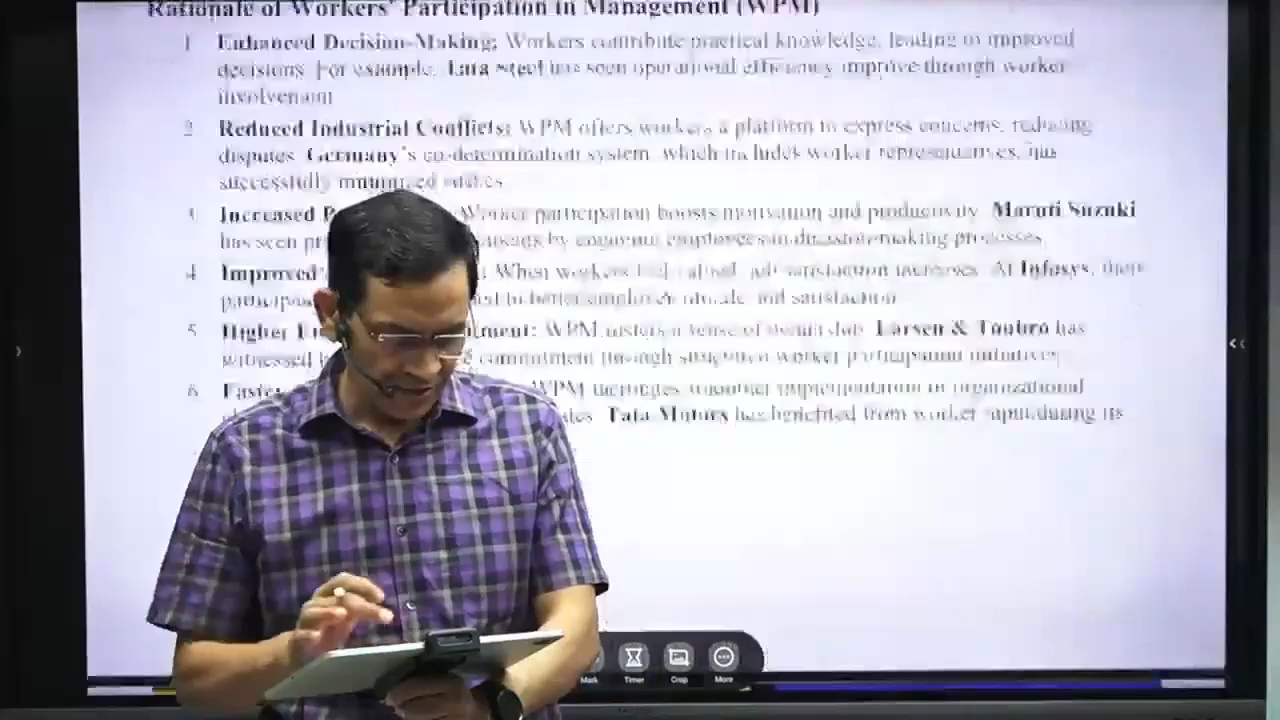 Rationale of Workers' Participation in Management (WPM)
1 Enhanced Decision-Making: Workers contribute practical knowledge, leading to improved
decisions. For example, Tata Steel has seen operational efficiency improve through worker
involvement
2 Reduced Industrial Conflicts: WPM offers workers a platform to express concerns, reducing
disputes. Germany's co-determination system, which includes worker representatives, has
successfully minimized strikes.
3 Increased Worker participation boosts motivation and productivity. Maruti Suzuki
has seen by engaging employees in decision-making processes.
4 Improved : When workers feel valued, job satisfaction increases. At Infosys, their
to better employee morale and satisfaction
5 Higher : WPM fosters a sense of ownership. Larsen & Toubro has
witnessed commitment through structured worker participation initiatives.
6 Faster WPM facilitates smoother implementation of organizational
Tata Motors has benefited from worker input during its
Mark Timer Crop More